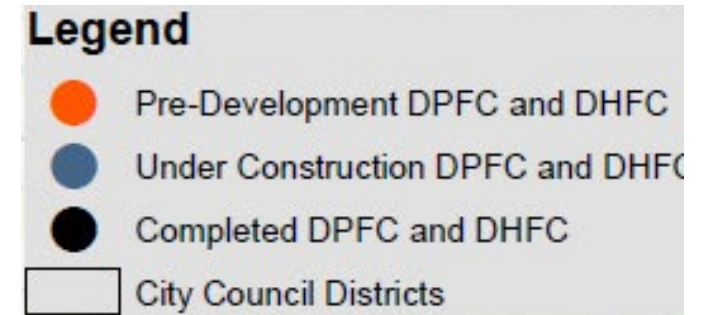 Legend
Pre-Development DPFC and DHFC
Under Construction DPFC and DHFC
Completed DPFC and DHFC
City Council Districts